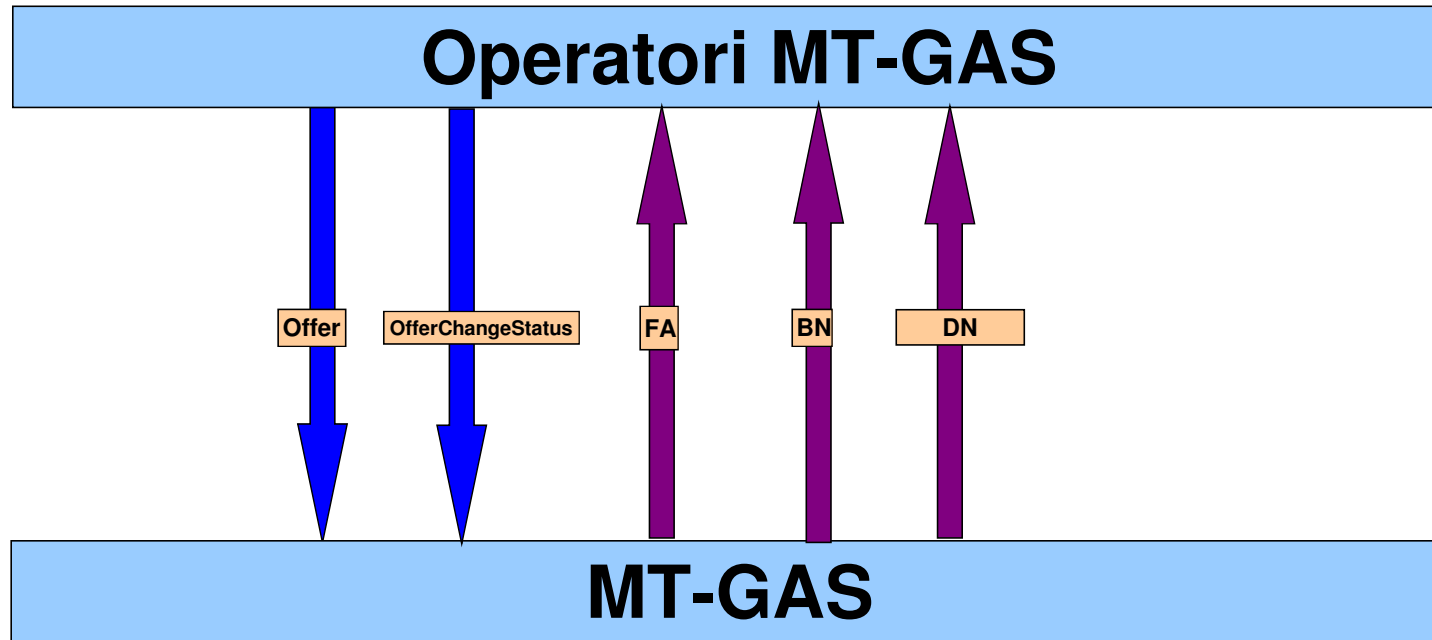 Operatori MT-GAS
Offer
OfferChangeStatus
FA
BN
DN
MT-GAS